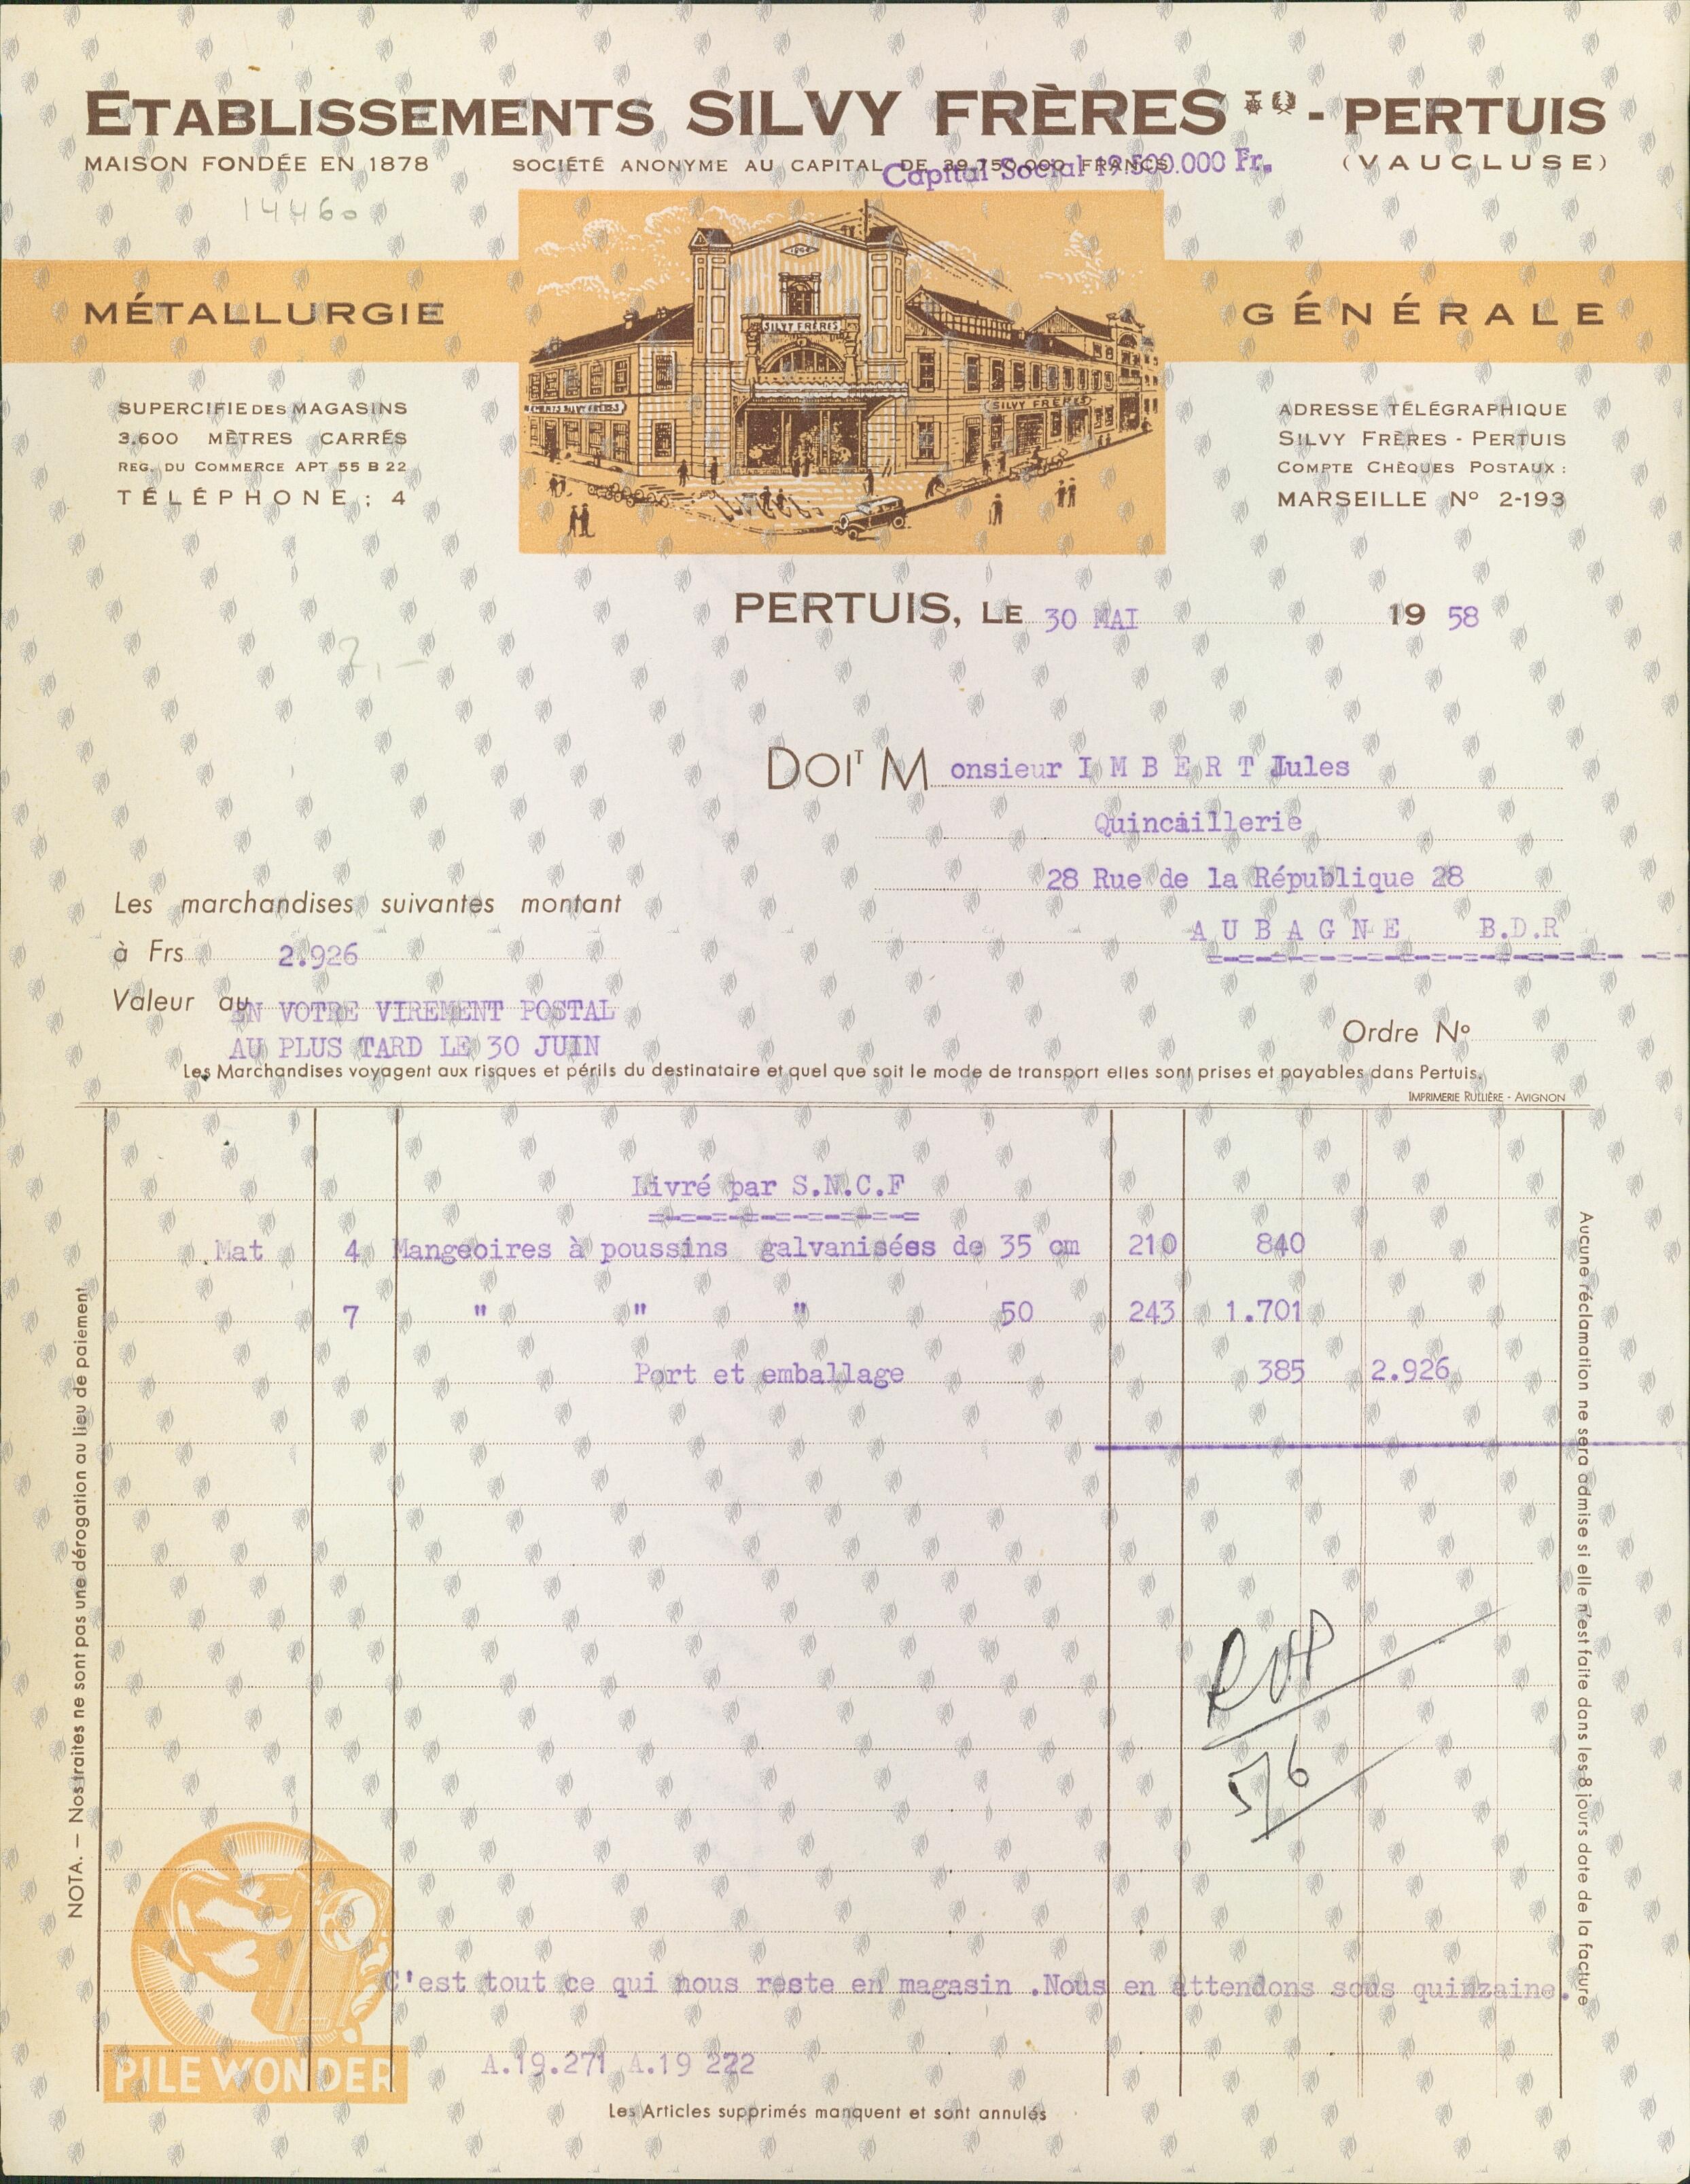 ETABLISSEMENTS SILVY FRÈRES - PERTUIS
MAISON FONDÉE EN 1878 SOCIÉTÉ ANONYME AU CAPITAL DE 39.750.000 FRANCS (VAUCLUSE)
Capital Social 19.500.000 Fr.
14460
MÉTALLURGIE GÉNÉRALE
SILVY FRÈRES
SILVY FRÈRES
SUPERCIFIE DES MAGASINS
3.600 MÈTRES CARRÉS
REG. DU COMMERCE APT 55 B 22
TÉLÉPHONE : 4
ADRESSE TÉLÉGRAPHIQUE
SILVY FRÈRES - PERTUIS
COMPTE CHÈQUES POSTAUX :
MARSEILLE Nº 2-193
PERTUIS, LE 30 MAI 1958
DOIT Monsieur I M B E R T Jules
Quincaillerie
28 Rue de la République 28
A U B A G N E B.D.R
Les marchandises suivantes montant
à Frs 2.926
Valeur au EN VOTRE VIREMENT POSTAL
AU PLUS TARD LE 30 JUIN
Ordre Nº
Les Marchandises voyagent aux risques et périls du destinataire et quel que soit le mode de transport elles sont prises et payables dans Pertuis.
IMPRIMERIE RULLIÈRE - AVIGNON
Livré par S.N.C.F
Mat 4 Mangeoires à poussins galvanisées de 35 cm 210 840
7 " " " 50 243 1.701
Port et emballage 385 2.926
C'est tout ce qui nous reste en magasin .Nous en attendons sous quinzaine.
PILE WONDER
A.19.271 A.19 222
Les Articles supprimés manquent et sont annulés
NOTA. — Nos traites ne sont pas une dérogation au lieu de paiement.
Aucune réclamation ne sera admise si elle n'est faite dans les 8 jours date de la facture